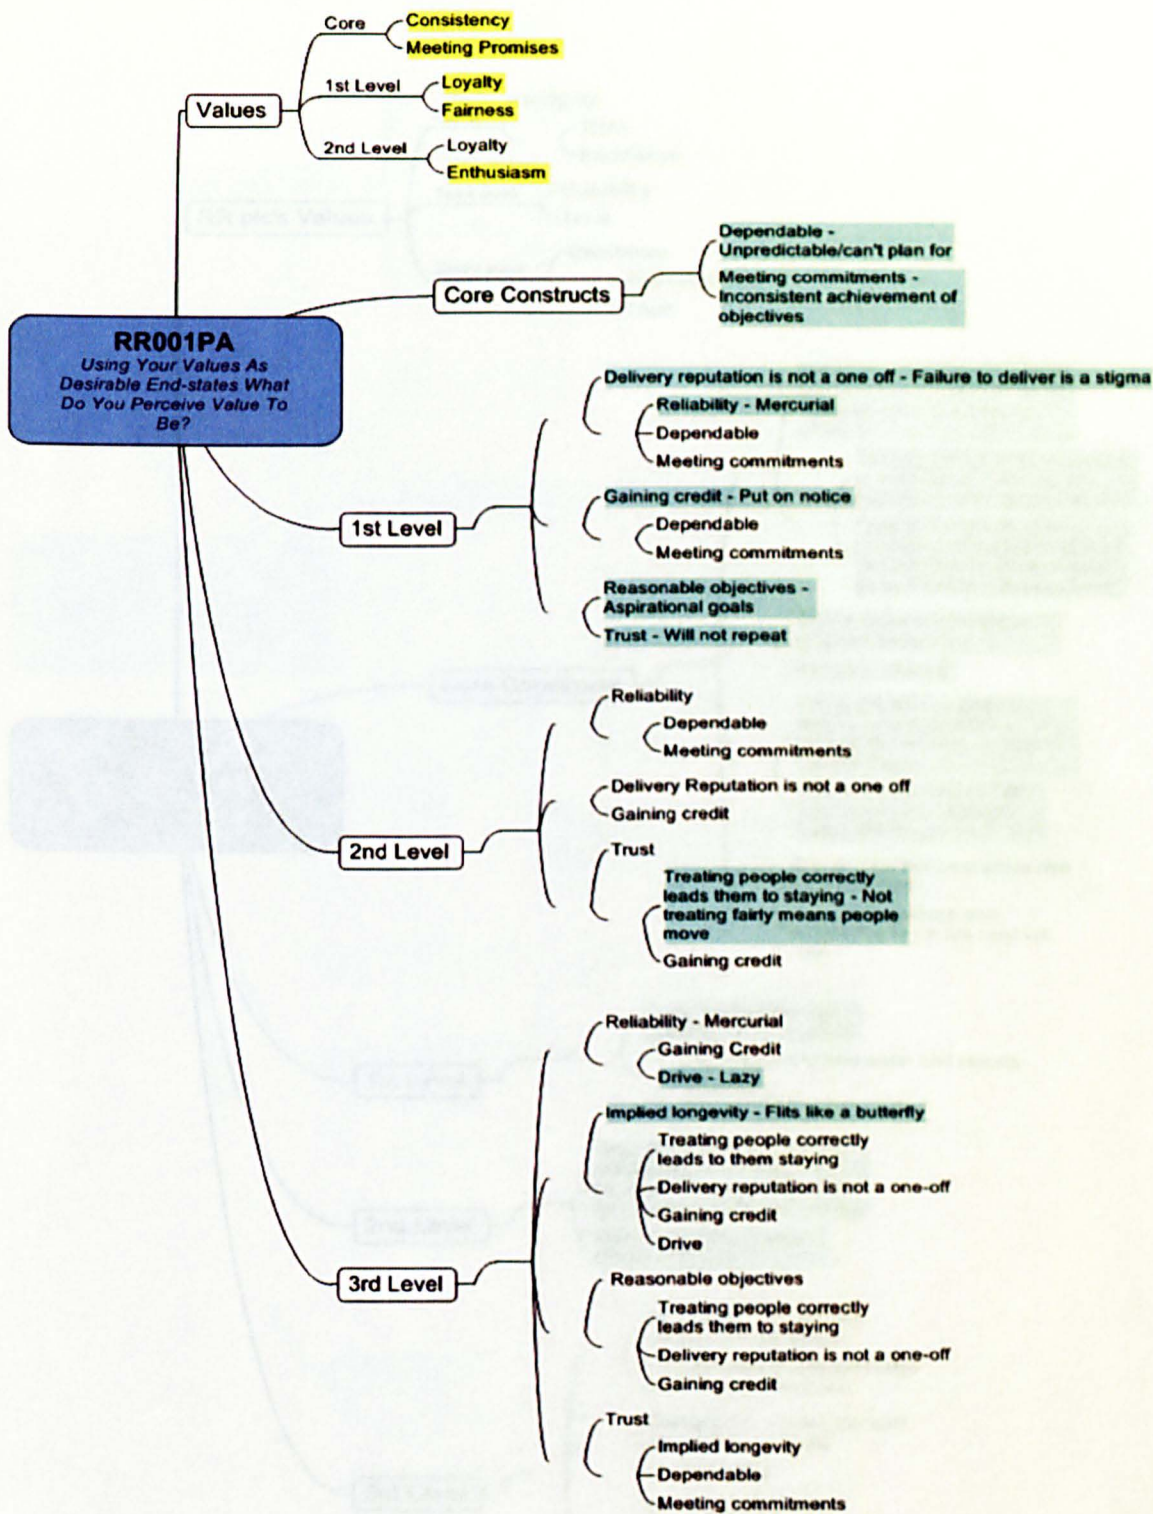 Core
Consistency
Meeting Promises
1st Level
Loyalty
Fairness
Values
2nd Level
Loyalty
Enthusiasm
Core Constructs
Dependable -
Unpredictable/can't plan for
Meeting commitments -
Inconsistent achievement of
objectives
RR001PA
Using Your Values As
Desirable End-states What
Do You Perceive Value To
Be?
1st Level
Delivery reputation is not a one off - Failure to deliver is a stigma
Reliability - Mercurial
Dependable
Meeting commitments
Gaining credit - Put on notice
Dependable
Meeting commitments
Reasonable objectives -
Aspirational goals
Trust - Will not repeat
2nd Level
Reliability
Dependable
Meeting commitments
Delivery Reputation is not a one off
Gaining credit
Trust
Treating people correctly
leads them to staying - Not
treating fairly means people
move
Gaining credit
3rd Level
Reliability - Mercurial
Gaining Credit
Drive - Lazy
Implied longevity - Flits like a butterfly
Treating people correctly
leads to them staying
Delivery reputation is not a one-off
Gaining credit
Drive
Reasonable objectives
Treating people correctly
leads them to staying
Delivery reputation is not a one-off
Gaining credit
Trust
Implied longevity
Dependable
Meeting commitments